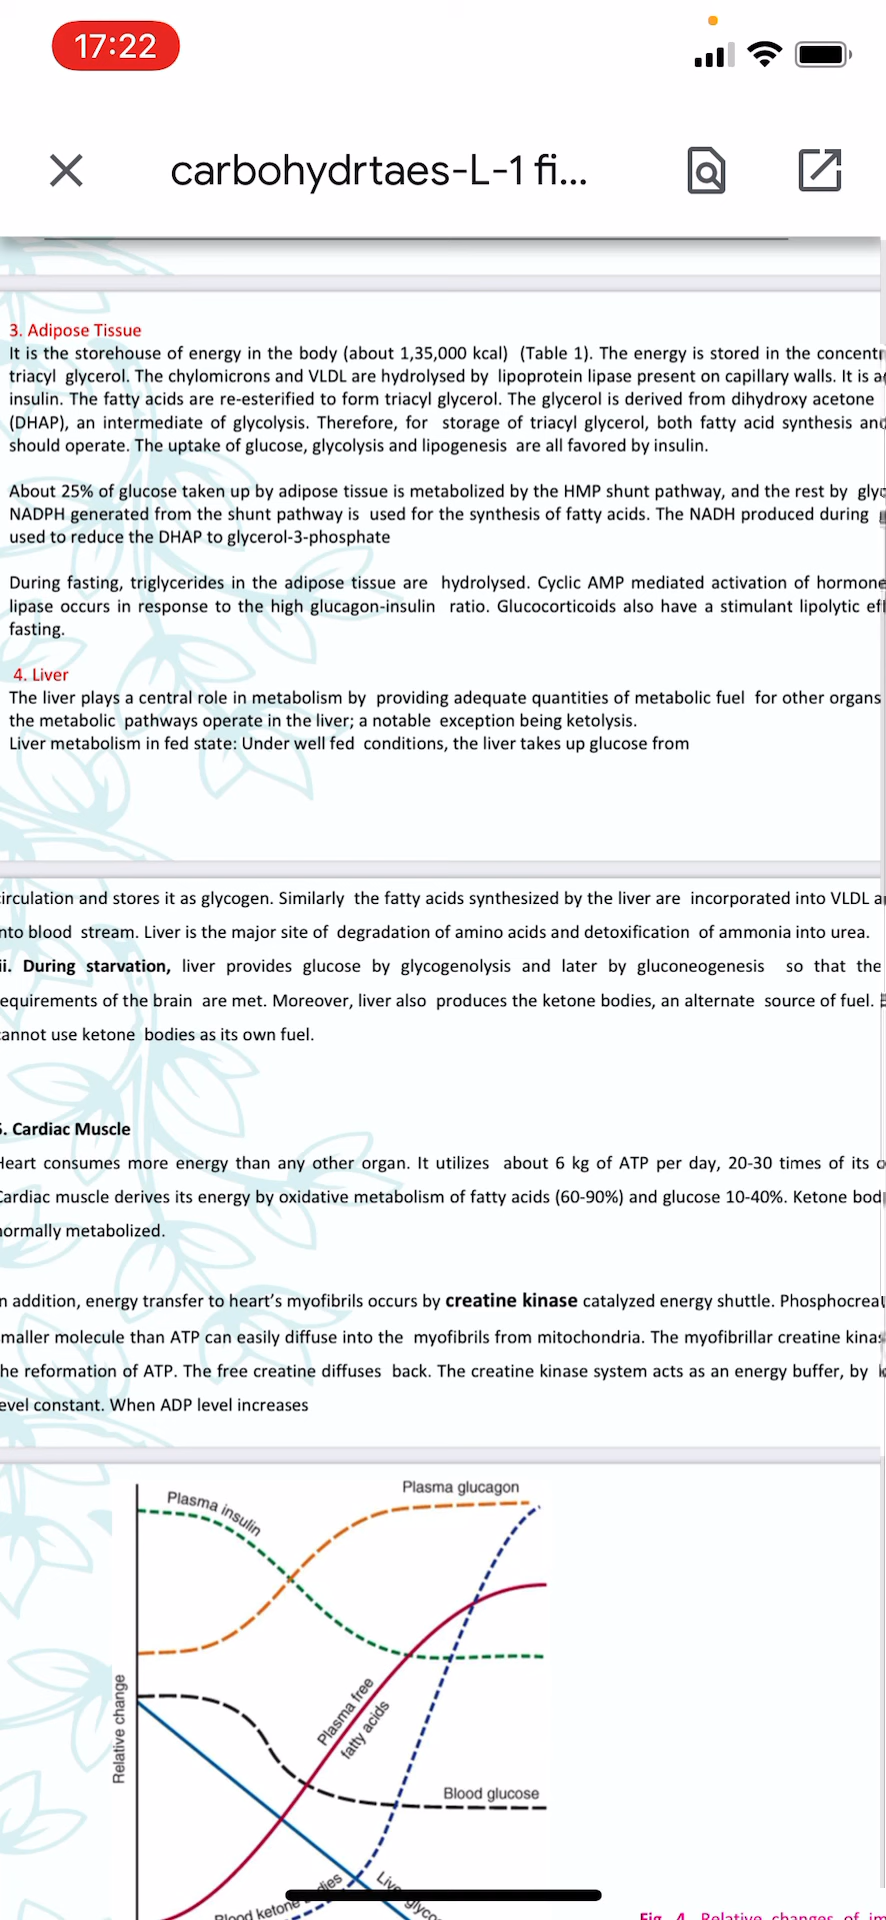 17:22
carbohydrtaes-L-1 fi...
3. Adipose Tissue
It is the storehouse of energy in the body (about 1,35,000 kcal) (Table 1). The energy is stored in the
triacyl glycerol. The chylomicrons and VLDL are hydrolysed by lipoprotein lipase present on capillary walls. It is
insulin. The fatty acids are re-esterified to form triacyl glycerol. The glycerol is derived from dihydroxy acetone
(DHAP), an intermediate of glycolysis. Therefore, for storage of triacyl glycerol, both fatty acid synthesis and
should operate. The uptake of glucose, glycolysis and lipogenesis are all favored by insulin.
About 25% of glucose taken up by adipose tissue is metabolized by the HMP shunt pathway, and the rest by
NADPH generated from the shunt pathway is used for the synthesis of fatty acids. The NADH produced during
used to reduce the DHAP to glycerol-3-phosphate
During fasting, triglycerides in the adipose tissue are hydrolysed. Cyclic AMP mediated activation of hormone
lipase occurs in response to the high glucagon-insulin ratio. Glucocorticoids also have a stimulant lipolytic
fasting.
4. Liver
The liver plays a central role in metabolism by providing adequate quantities of metabolic fuel for other organs
the metabolic pathways operate in the liver; a notable exception being ketolysis.
Liver metabolism in fed state: Under well fed conditions, the liver takes up glucose from
irculation and stores it as glycogen. Similarly the fatty acids synthesized by the liver are incorporated into VLDL
nto blood stream. Liver is the major site of degradation of amino acids and detoxification of ammonia into urea.
ii. During starvation, liver provides glucose by glycogenolysis and later by gluconeogenesis so that the
equirements of the brain are met. Moreover, liver also produces the ketone bodies, an alternate source of fuel.
annot use ketone bodies as its own fuel.
5. Cardiac Muscle
Heart consumes more energy than any other organ. It utilizes about 6 kg of ATP per day, 20-30 times of its
Cardiac muscle derives its energy by oxidative metabolism of fatty acids (60-90%) and glucose 10-40%. Ketone bod
ormally metabolized.
n addition, energy transfer to heart's myofibrils occurs by creatine kinase catalyzed energy shuttle. Phosphocreat
maller molecule than ATP can easily diffuse into the myofibrils from mitochondria. The myofibrillar creatine kinas
he reformation of ATP. The free creatine diffuses back. The creatine kinase system acts as an energy buffer, by
evel constant. When ADP level increases
Plasma glucagon
Plasma insulin
Relative change
Plasma free
fatty acids
Blood glucose
Blood ketone
Fig. 4. Relative changes of im